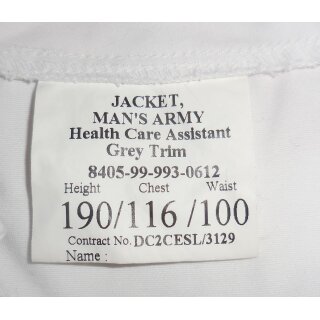 JACKET,
MAN'S ARMY
Health Care Assistant
Grey Trim
8405-99-993-0612
Height Chest Waist
190/116 /100
Contract No. DC2CESL/3129
Name :